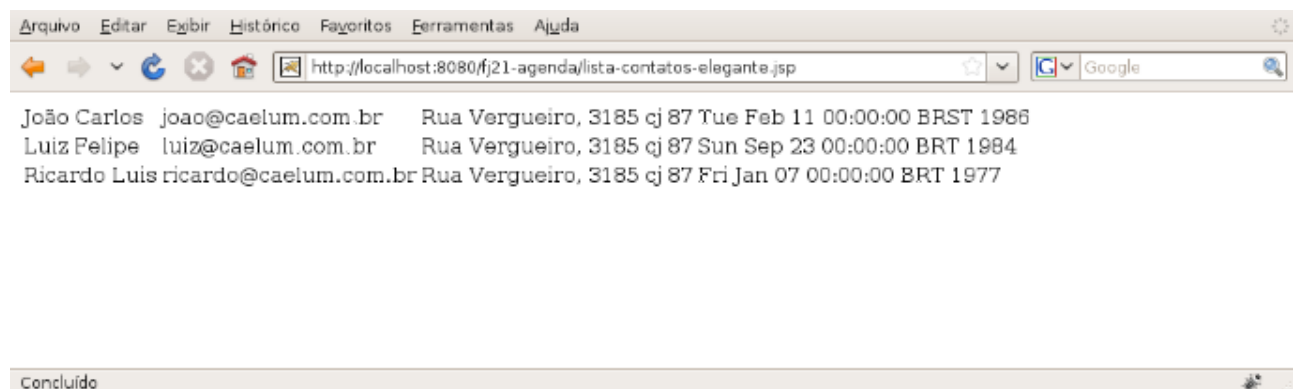 Arquivo Editar Exibir Histórico Favoritos Ferramentas Ajuda
http://localhost:8080/fj21-agenda/lista-contatos-elegante.jsp G Google
João Carlos joao@caelum.com.br Rua Vergueiro, 3185 cj 87 Tue Feb 11 00:00:00 BRST 1986
Luiz Felipe luiz@caelum.com.br Rua Vergueiro, 3185 cj 87 Sun Sep 23 00:00:00 BRT 1984
Ricardo Luis ricardo@caelum.com.br Rua Vergueiro, 3185 cj 87 Fri Jan 07 00:00:00 BRT 1977
Concluído